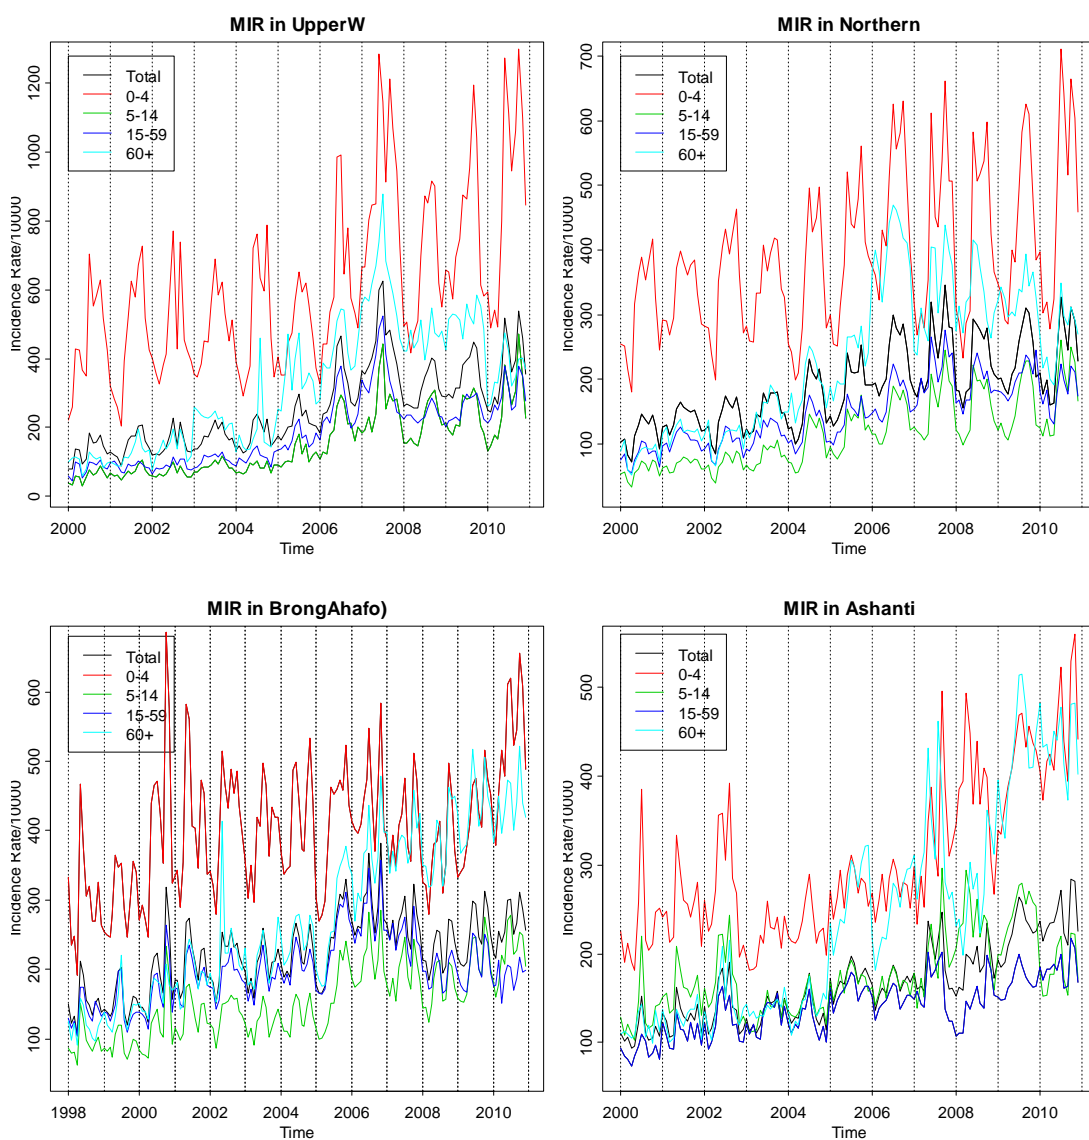 MIR in UpperW
Incidence Rate/10000
0 200 400 600 800 1000 1200
Total
0-4
5-14
15-59
60+
2000 2002 2004 2006 2008 2010
Time
MIR in Northern
Incidence Rate/10000
100 200 300 400 500 600 700
Total
0-4
5-14
15-59
60+
2000 2002 2004 2006 2008 2010
Time
MIR in BrongAhafo)
Incidence Rate/10000
100 200 300 400 500 600
Total
0-4
5-14
15-59
60+
1998 2000 2002 2004 2006 2008 2010
Time
MIR in Ashanti
Incidence Rate/10000
100 200 300 400 500
Total
0-4
5-14
15-59
60+
2000 2002 2004 2006 2008 2010
Time